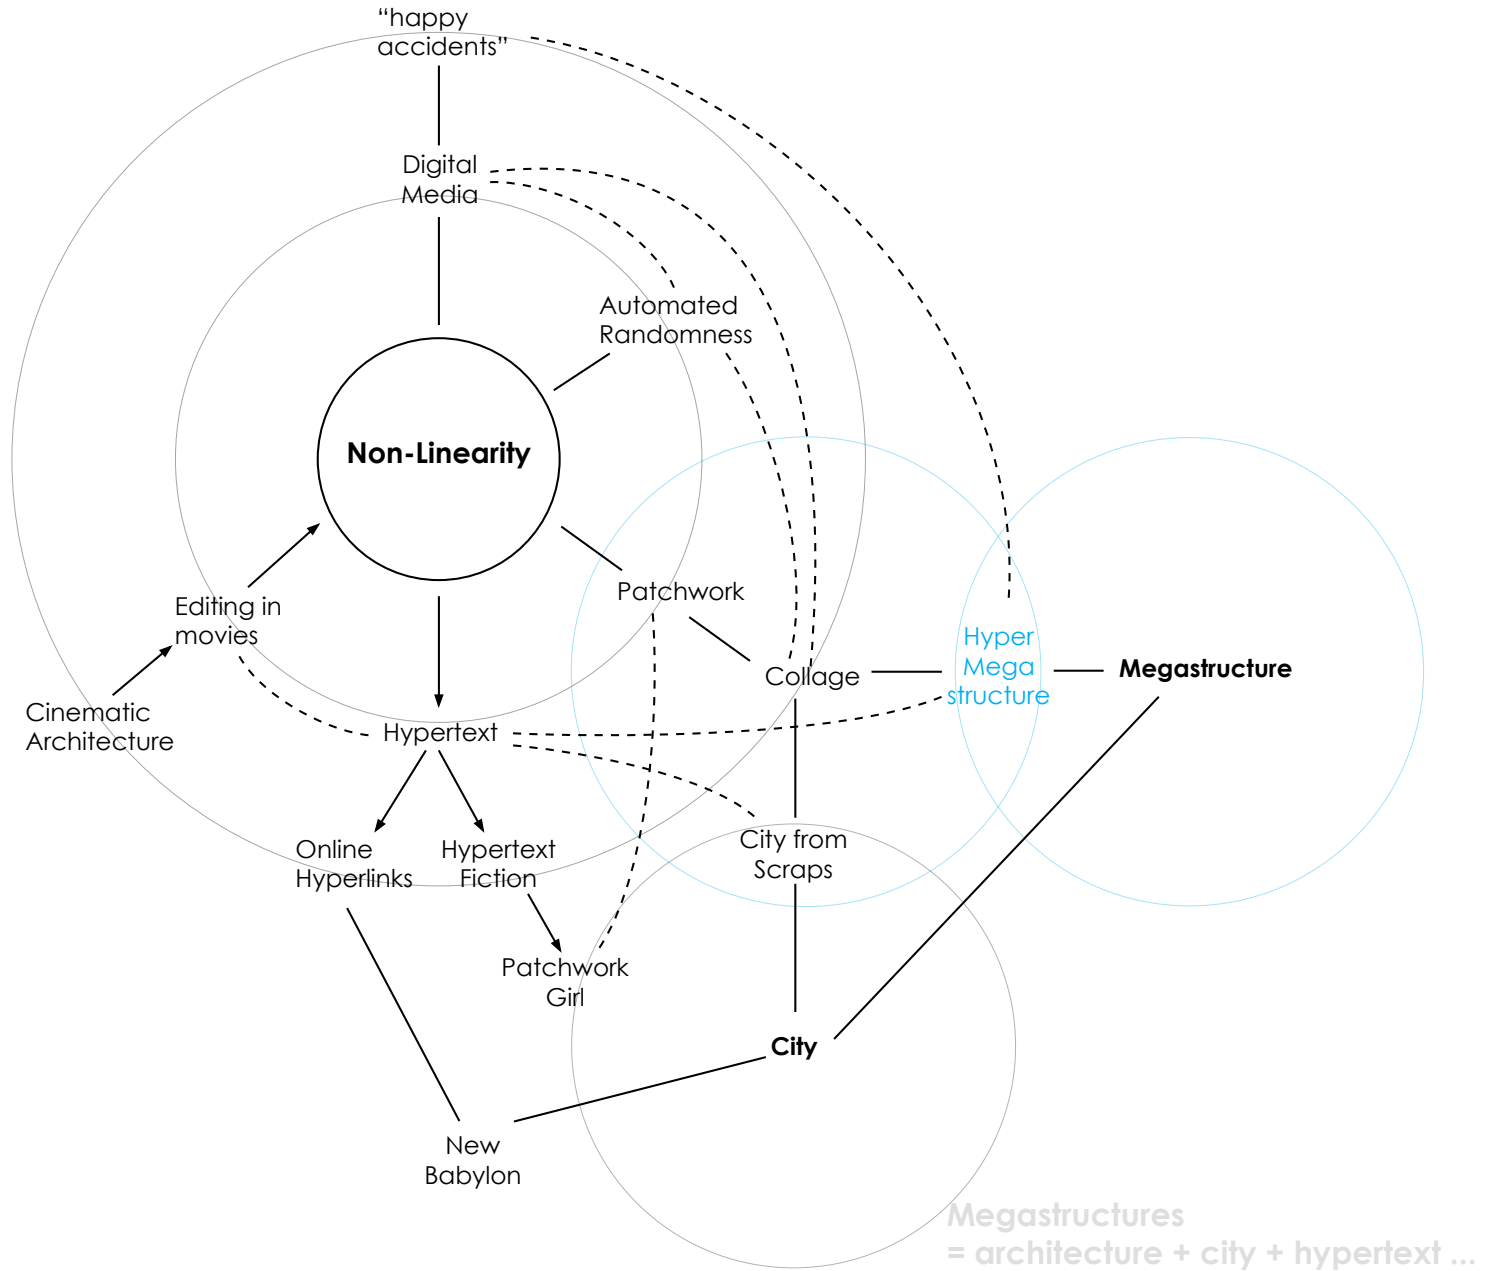 “happy
accidents”
Digital
Media
Automated
Randomness
Non-Linearity
Patchwork
Editing in
movies
Collage
Hyper
Mega
structure
Megastructure
Cinematic
Architecture
Hypertext
City from
Scraps
Online
Hyperlinks
Hypertext
Fiction
Patchwork
Girl
City
New
Babylon
Megastructures
= architecture + city + hypertext ...